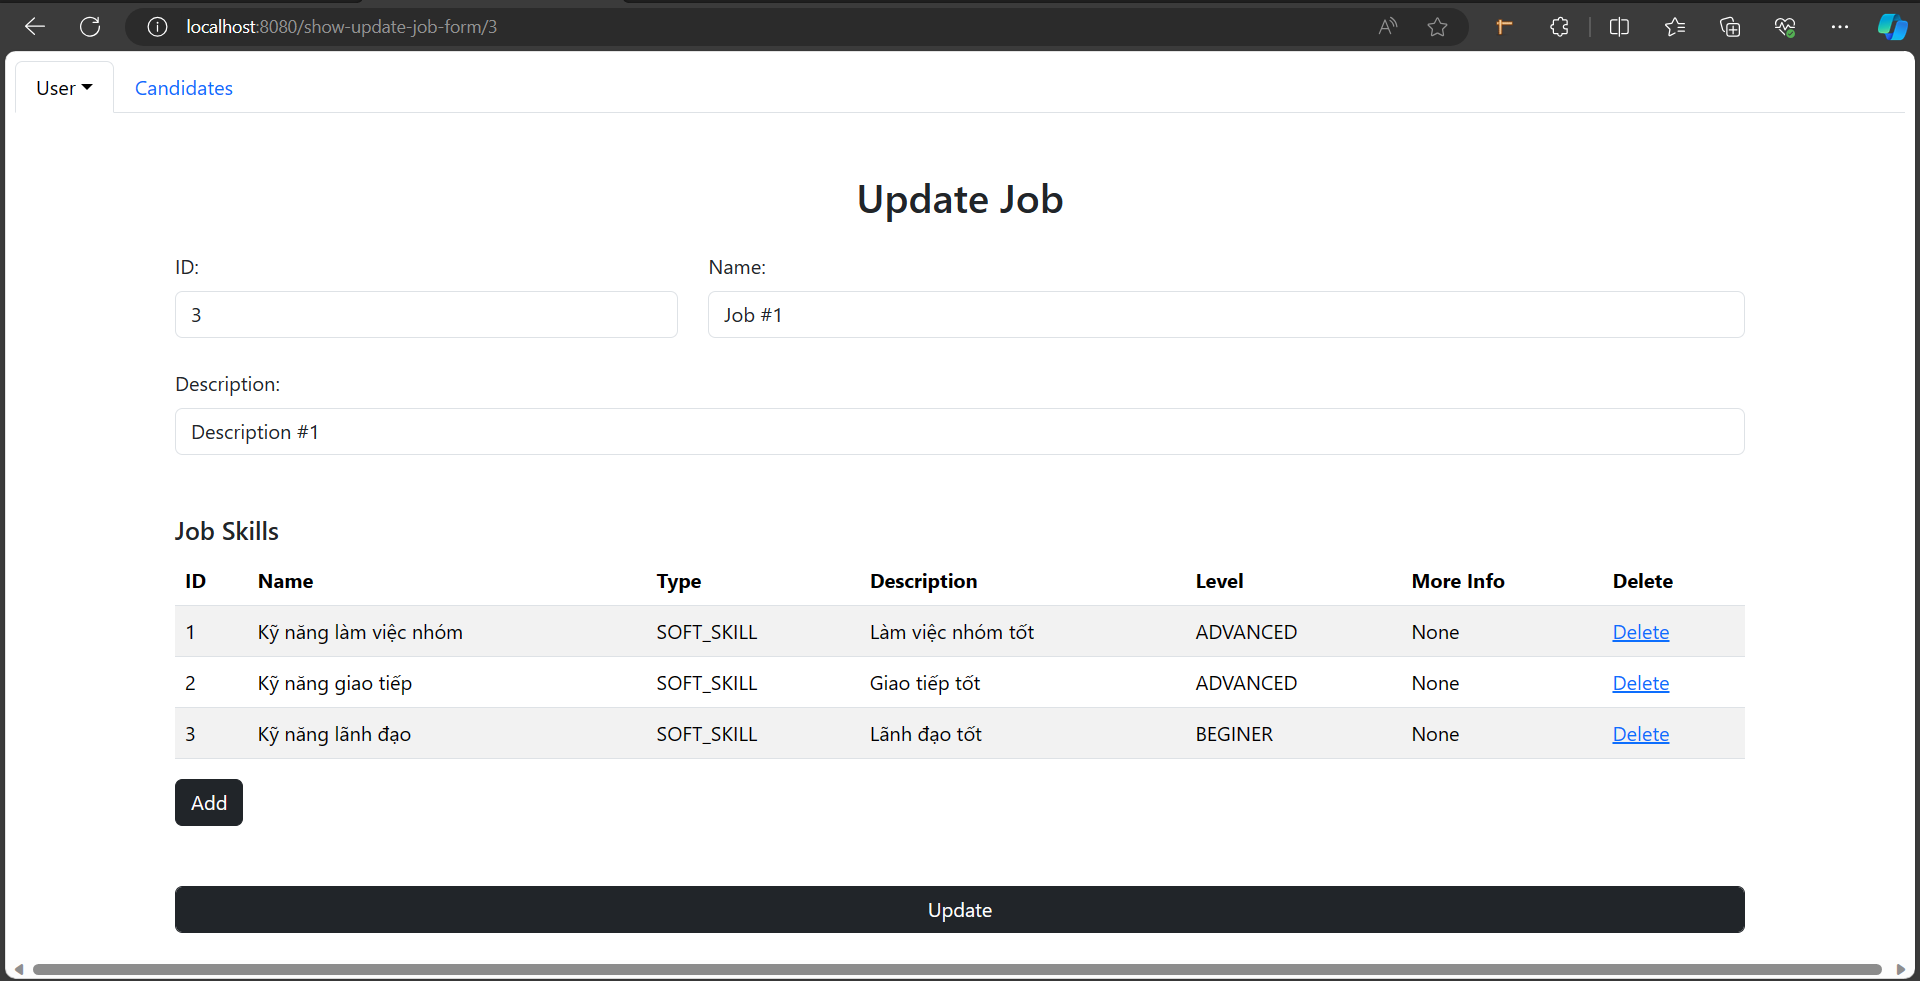 localhost:8080/show-update-job-form/3
User Candidates
Update Job
ID: Name:
3 Job #1
Description:
Description #1
Job Skills
ID Name Type Description Level More Info Delete
1 Kỹ năng làm việc nhóm SOFT_SKILL Làm việc nhóm tốt ADVANCED None Delete
2 Kỹ năng giao tiếp SOFT_SKILL Giao tiếp tốt ADVANCED None Delete
3 Kỹ năng lãnh đạo SOFT_SKILL Lãnh đạo tốt BEGINER None Delete
Add
Update